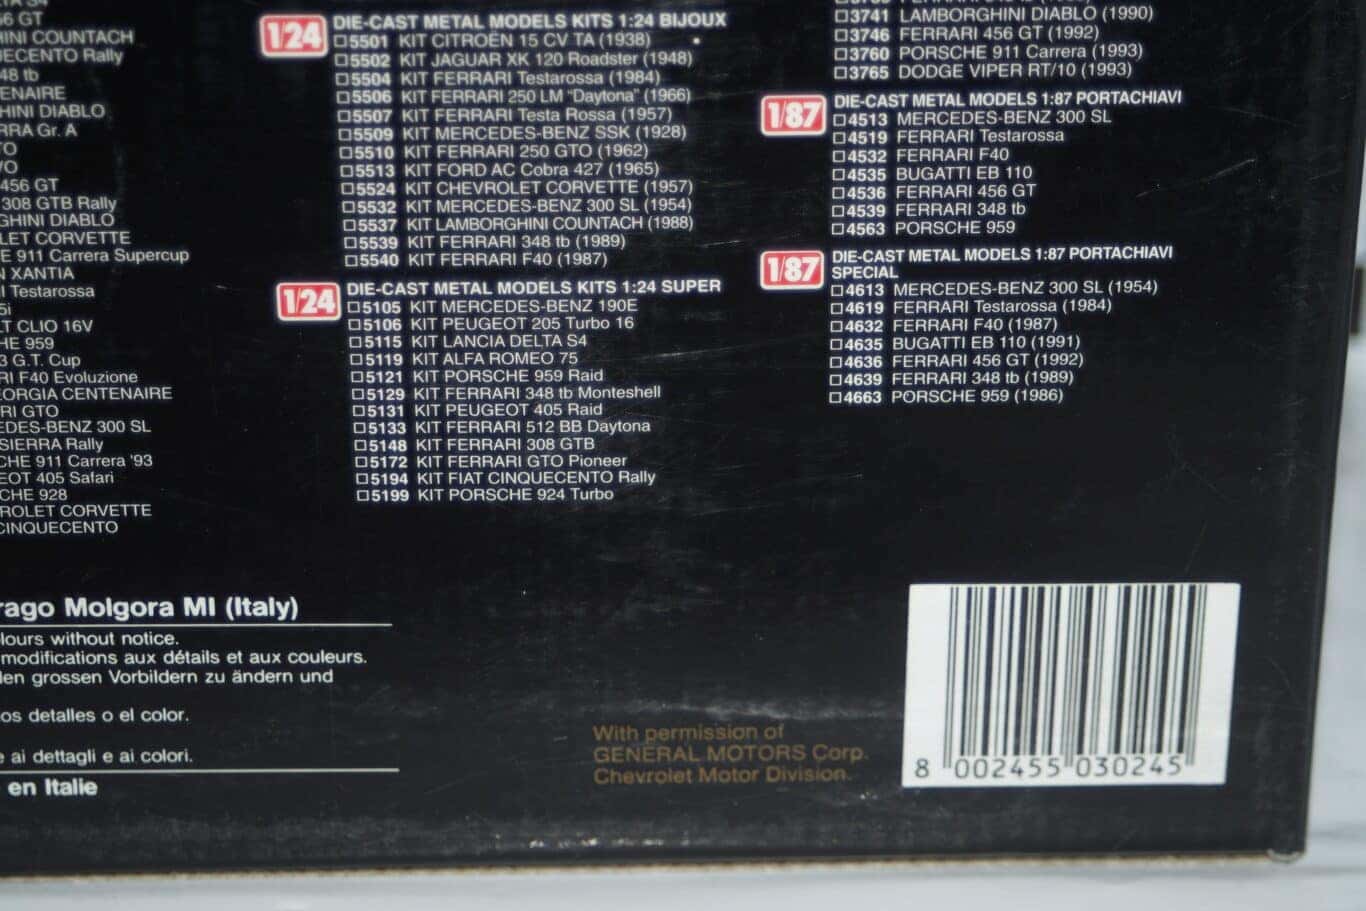 6 GT
HINI COUNTACH
UECENTO Rally
48 tb
ENAIRE
HINI DIABLO
RRA Gr. A
TO
VO
456 GT
308 GTB Rally
GHINI DIABLO
LET CORVETTE
E 911 Carrera Supercup
N XANTIA
I Testarossa
5i
LT CLIO 16V
HE 959
3 G.T. Cup
RI F40 Evoluzione
EORGIA CENTENAIRE
RI GTO
EDES-BENZ 300 SL
SIERRA Rally
CHE 911 Carrera '93
EOT 405 Safari
CHE 928
ROLET CORVETTE
CINQUECENTO
rago Molgora MI (Italy)
lours without notice.
modifications aux détails et aux couleurs.
len grossen Vorbildern zu ändern und
os detalles o el color.
e ai dettagli e ai colori.
en Italie
1/24 DIE-CAST METAL MODELS KITS 1:24 BIJOUX
5501 KIT CITROËN 15 CV TA (1938)
5502 KIT JAGUAR XK 120 Roadster (1948)
5504 KIT FERRARI Testarossa (1984)
5506 KIT FERRARI 250 LM "Daytona" (1966)
5507 KIT FERRARI Testa Rossa (1957)
5509 KIT MERCEDES-BENZ SSK (1928)
5510 KIT FERRARI 250 GTO (1962)
5513 KIT FORD AC Cobra 427 (1965)
5524 KIT CHEVROLET CORVETTE (1957)
5532 KIT MERCEDES-BENZ 300 SL (1954)
5537 KIT LAMBORGHINI COUNTACH (1988)
5539 KIT FERRARI 348 tb (1989)
5540 KIT FERRARI F40 (1987)
1/24 DIE-CAST METAL MODELS KITS 1:24 SUPER
5105 KIT MERCEDES-BENZ 190E
5106 KIT PEUGEOT 205 Turbo 16
5115 KIT LANCIA DELTA S4
5119 KIT ALFA ROMEO 75
5121 KIT PORSCHE 959 Raid
5129 KIT FERRARI 348 tb Monteshell
5131 KIT PEUGEOT 405 Raid
5133 KIT FERRARI 512 BB Daytona
5148 KIT FERRARI 308 GTB
5172 KIT FERRARI GTO Pioneer
5194 KIT FIAT CINQUECENTO Rally
5199 KIT PORSCHE 924 Turbo
3741 LAMBORGHINI DIABLO (1990)
3746 FERRARI 456 GT (1992)
3760 PORSCHE 911 Carrera (1993)
3765 DODGE VIPER RT/10 (1993)
1/87 DIE-CAST METAL MODELS 1:87 PORTACHIAVI
4513 MERCEDES-BENZ 300 SL
4519 FERRARI Testarossa
4532 FERRARI F40
4535 BUGATTI EB 110
4536 FERRARI 456 GT
4539 FERRARI 348 tb
4563 PORSCHE 959
1/87 DIE-CAST METAL MODELS 1:87 PORTACHIAVI
SPECIAL
4613 MERCEDES-BENZ 300 SL (1954)
4619 FERRARI Testarossa (1984)
4632 FERRARI F40 (1987)
4635 BUGATTI EB 110 (1991)
4636 FERRARI 456 GT (1992)
4639 FERRARI 348 tb (1989)
4663 PORSCHE 959 (1986)
With permission of
GENERAL MOTORS Corp.
Chevrolet Motor Division.
8 002455 030245